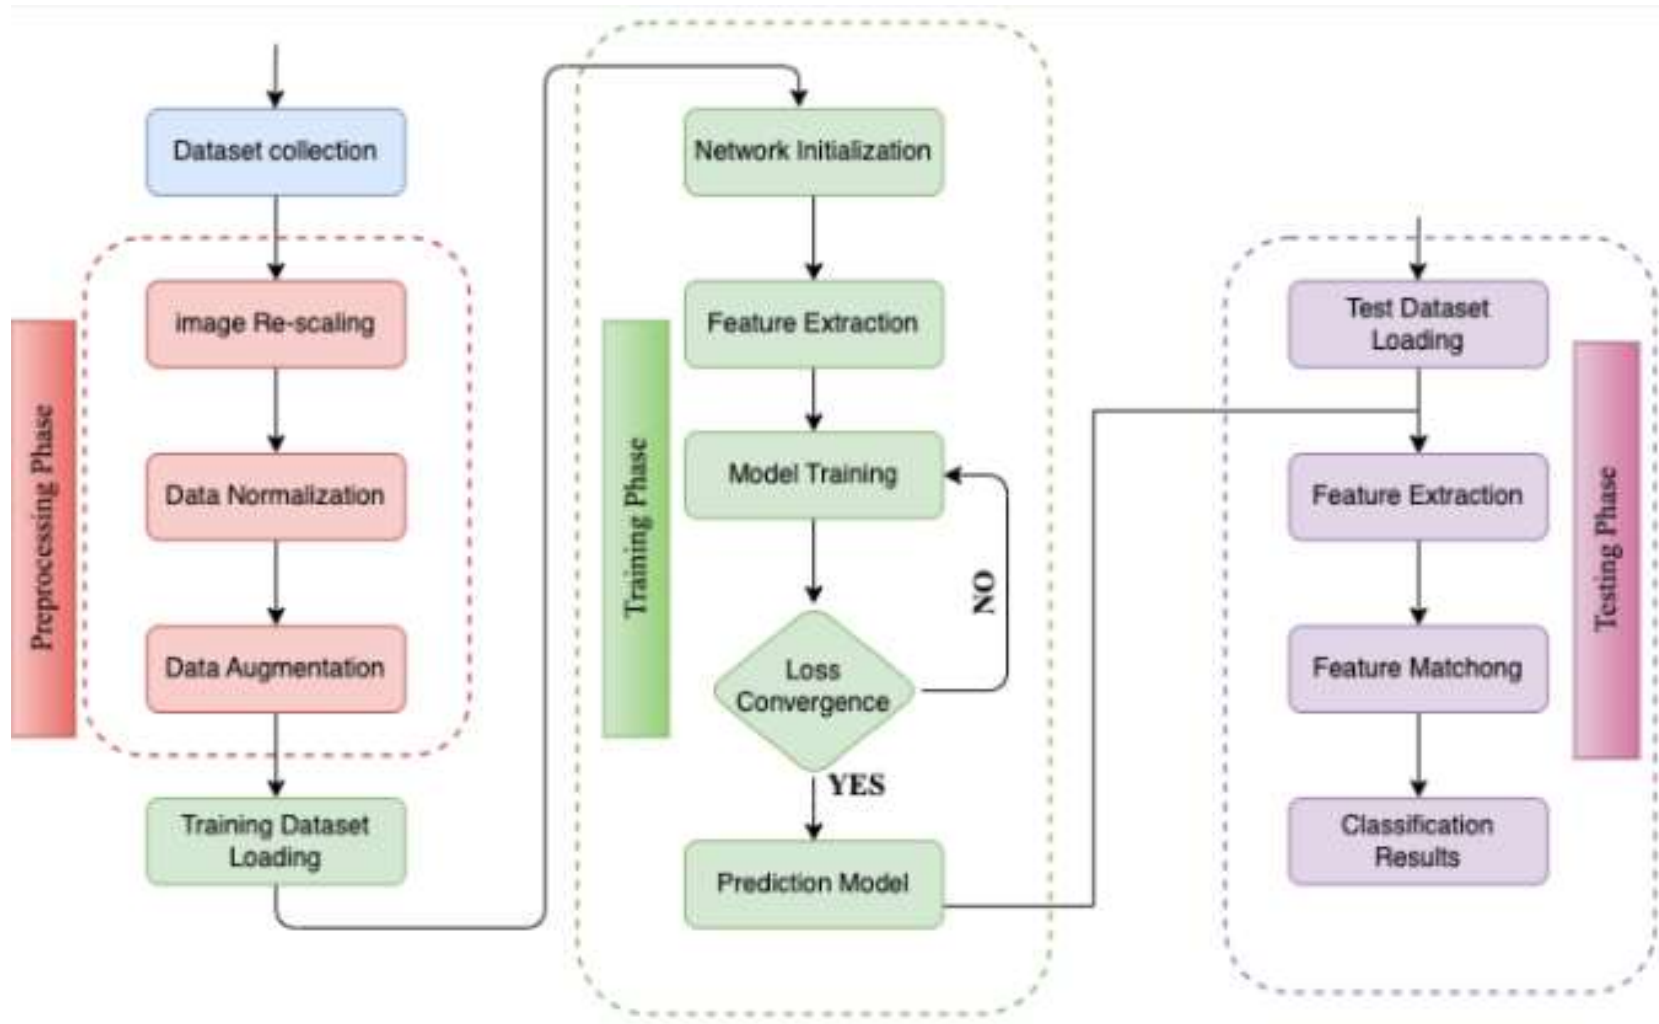 Dataset collection
Preprocessing Phase
image Re-scaling
Data Normalization
Data Augmentation
Training Dataset
Loading
Training Phase
Network Initialization
Feature Extraction
Model Training
NO
Loss
Convergence
YES
Prediction Model
Test Dataset
Loading
Feature Extraction
Feature Matchong
Classification
Results
Testing Phase